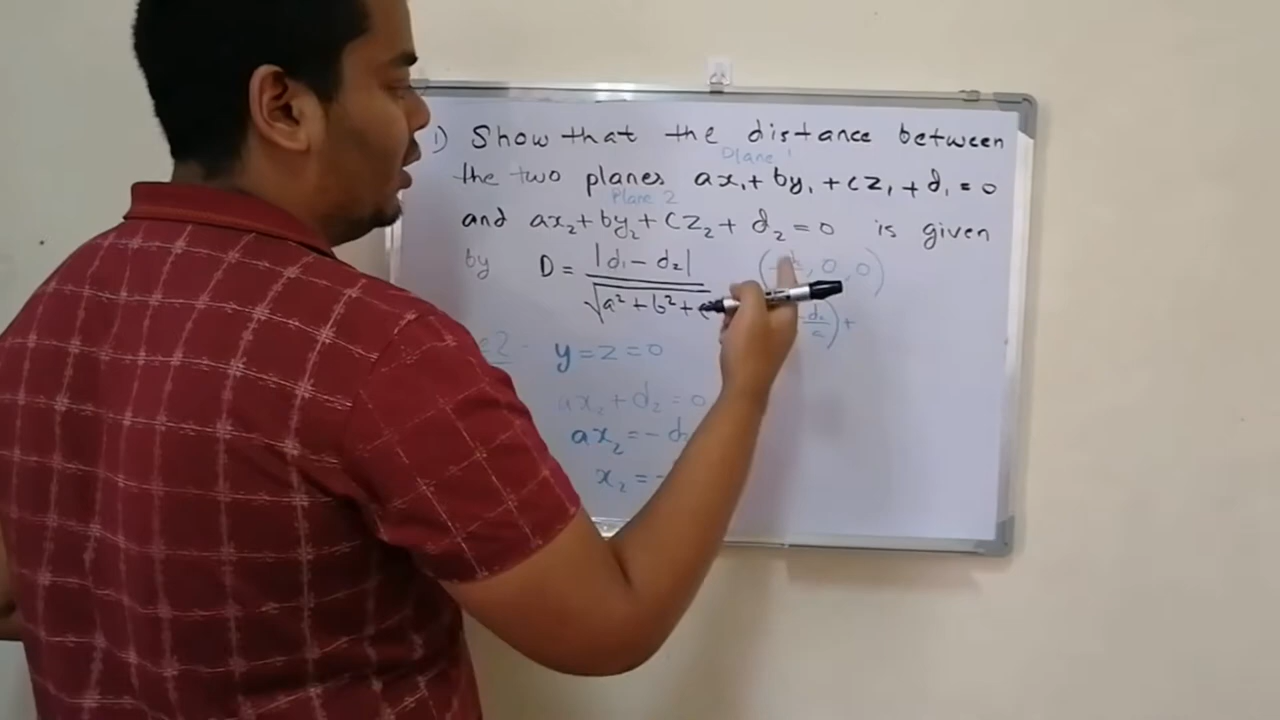 1) Show that the distance between
Plane 1
the two planes ax₁ + by₁ + cz₁ + d₁ = 0
Plane 2
and ax₂ + by₂ + cz₂ + d₂ = 0 is given
by D = |d₁ - d₂| / √a² + b² +
, 0, 0)
d₂/a) +
y = z = 0
ax₂ + d₂ = 0
ax₂ = - d₂
x₂ = -